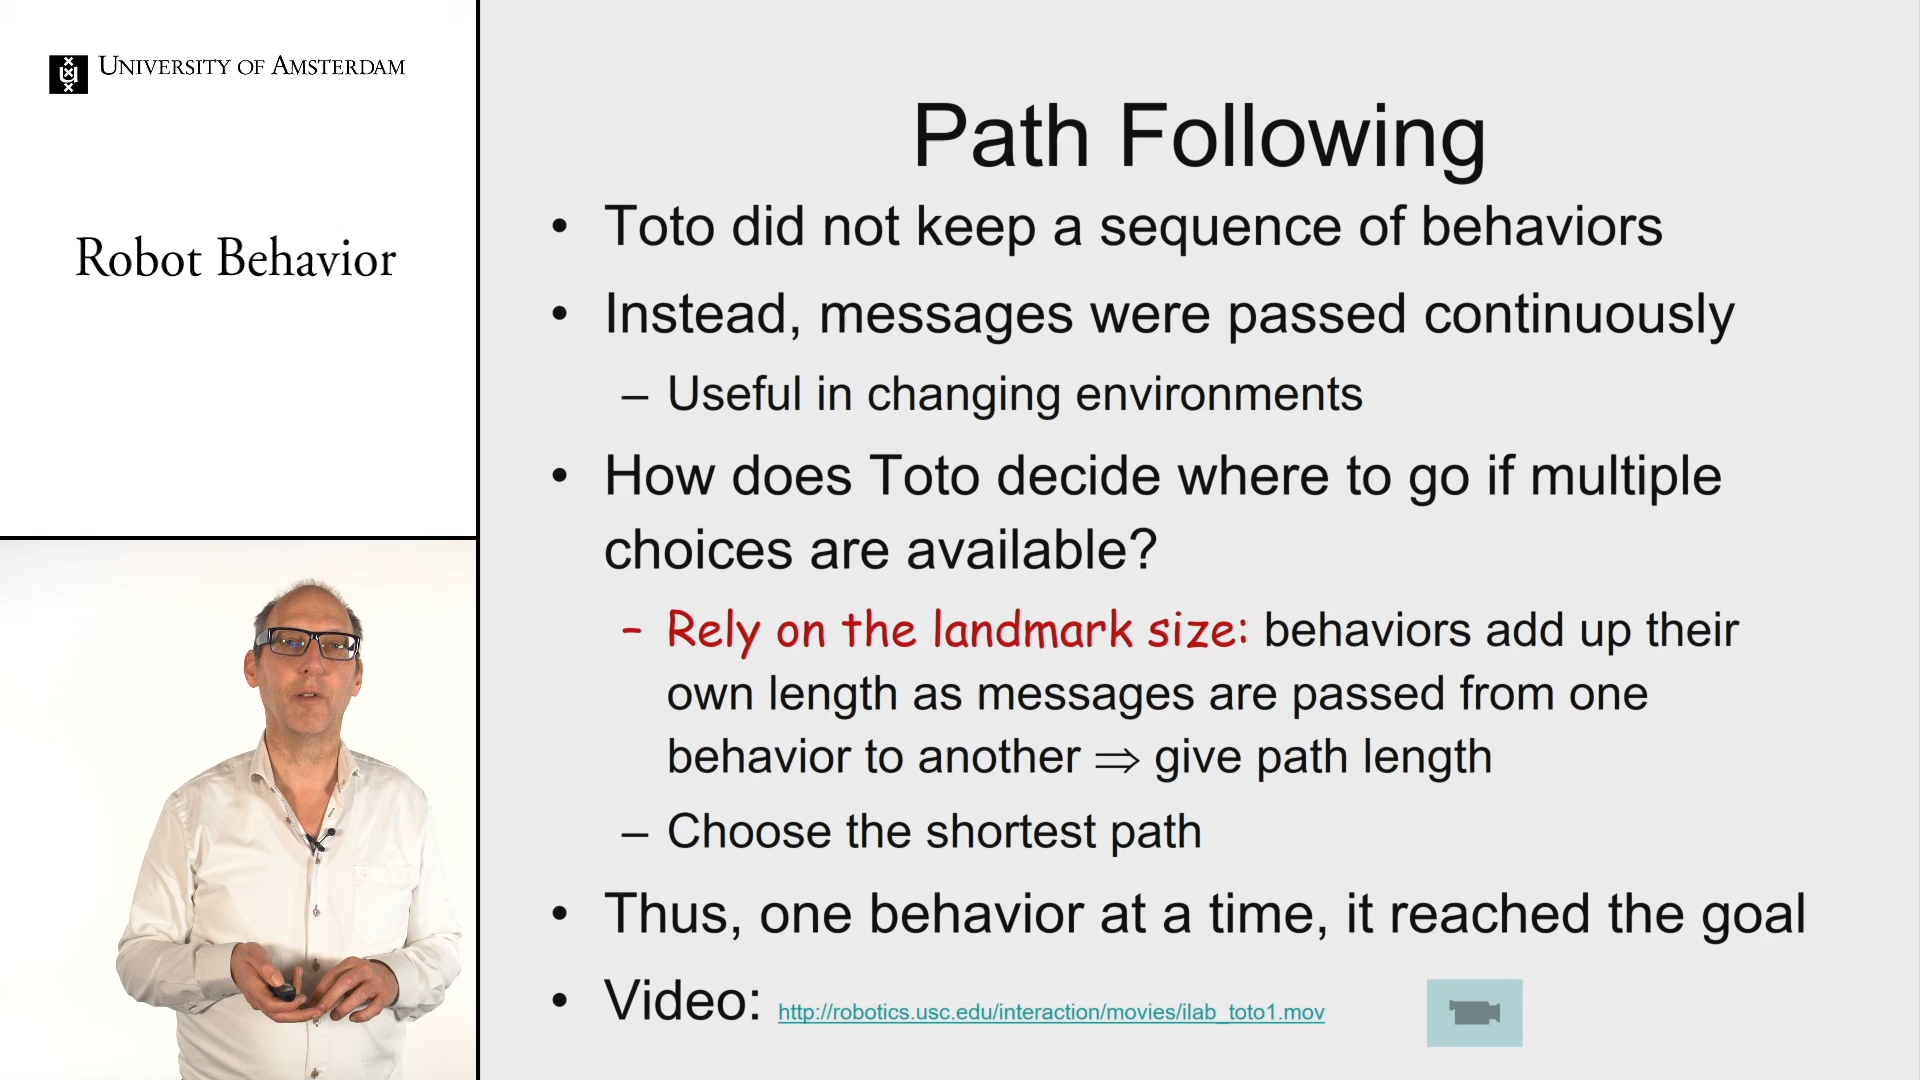 UNIVERSITY OF AMSTERDAM
Robot Behavior
Path Following
• Toto did not keep a sequence of behaviors
• Instead, messages were passed continuously
– Useful in changing environments
• How does Toto decide where to go if multiple
choices are available?
– Rely on the landmark size: behaviors add up their
own length as messages are passed from one
behavior to another ⇒ give path length
– Choose the shortest path
• Thus, one behavior at a time, it reached the goal
• Video: http://robotics.usc.edu/interaction/movies/ilab_toto1.mov